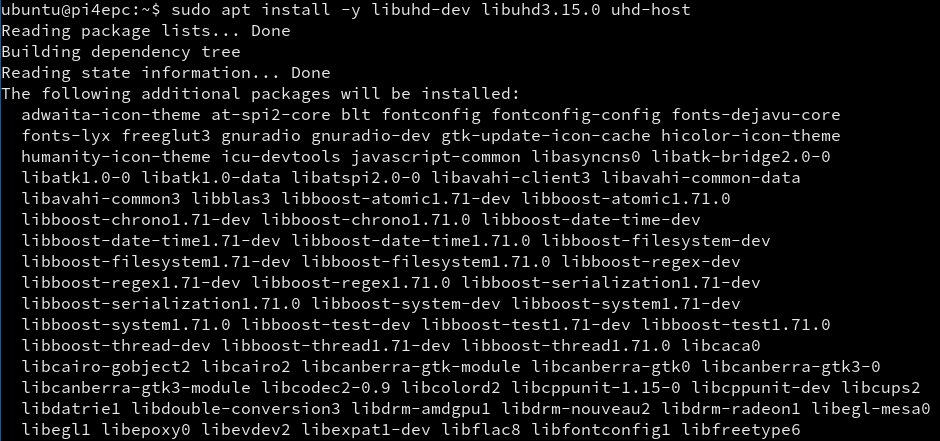 ubuntu@pi4epc:~$ sudo apt install -y libuhd-dev libuhd3.15.0 uhd-host
Reading package lists... Done
Building dependency tree
Reading state information... Done
The following additional packages will be installed:
adwaita-icon-theme at-spi2-core blt fontconfig fontconfig-config fonts-dejavu-core
fonts-lyx freeglut3 gnuradio gnuradio-dev gtk-update-icon-cache hicolor-icon-theme
humanity-icon-theme icu-devtools javascript-common libasyncns0 libatk-bridge2.0-0
libatk1.0-0 libatk1.0-data libatspi2.0-0 libavahi-client3 libavahi-common-data
libavahi-common3 libblas3 libboost-atomic1.71-dev libboost-atomic1.71.0
libboost-chrono1.71-dev libboost-chrono1.71.0 libboost-date-time-dev
libboost-date-time1.71-dev libboost-date-time1.71.0 libboost-filesystem-dev
libboost-filesystem1.71-dev libboost-filesystem1.71.0 libboost-regex-dev
libboost-regex1.71-dev libboost-regex1.71.0 libboost-serialization1.71-dev
libboost-serialization1.71.0 libboost-system-dev libboost-system1.71-dev
libboost-system1.71.0 libboost-test-dev libboost-test1.71-dev libboost-test1.71.0
libboost-thread-dev libboost-thread1.71-dev libboost-thread1.71.0 libcaca0
libcairo-gobject2 libcairo2 libcanberra-gtk-module libcanberra-gtk0 libcanberra-gtk3-0
libcanberra-gtk3-module libcodec2-0.9 libcolord2 libcppunit-1.15-0 libcppunit-dev libcups2
libdatrie1 libdouble-conversion3 libdrm-amdgpu1 libdrm-nouveau2 libdrm-radeon1 libegl-mesa0
libegl1 libepoxy0 libevdev2 libexpat1-dev libflac8 libfontconfig1 libfreetype6